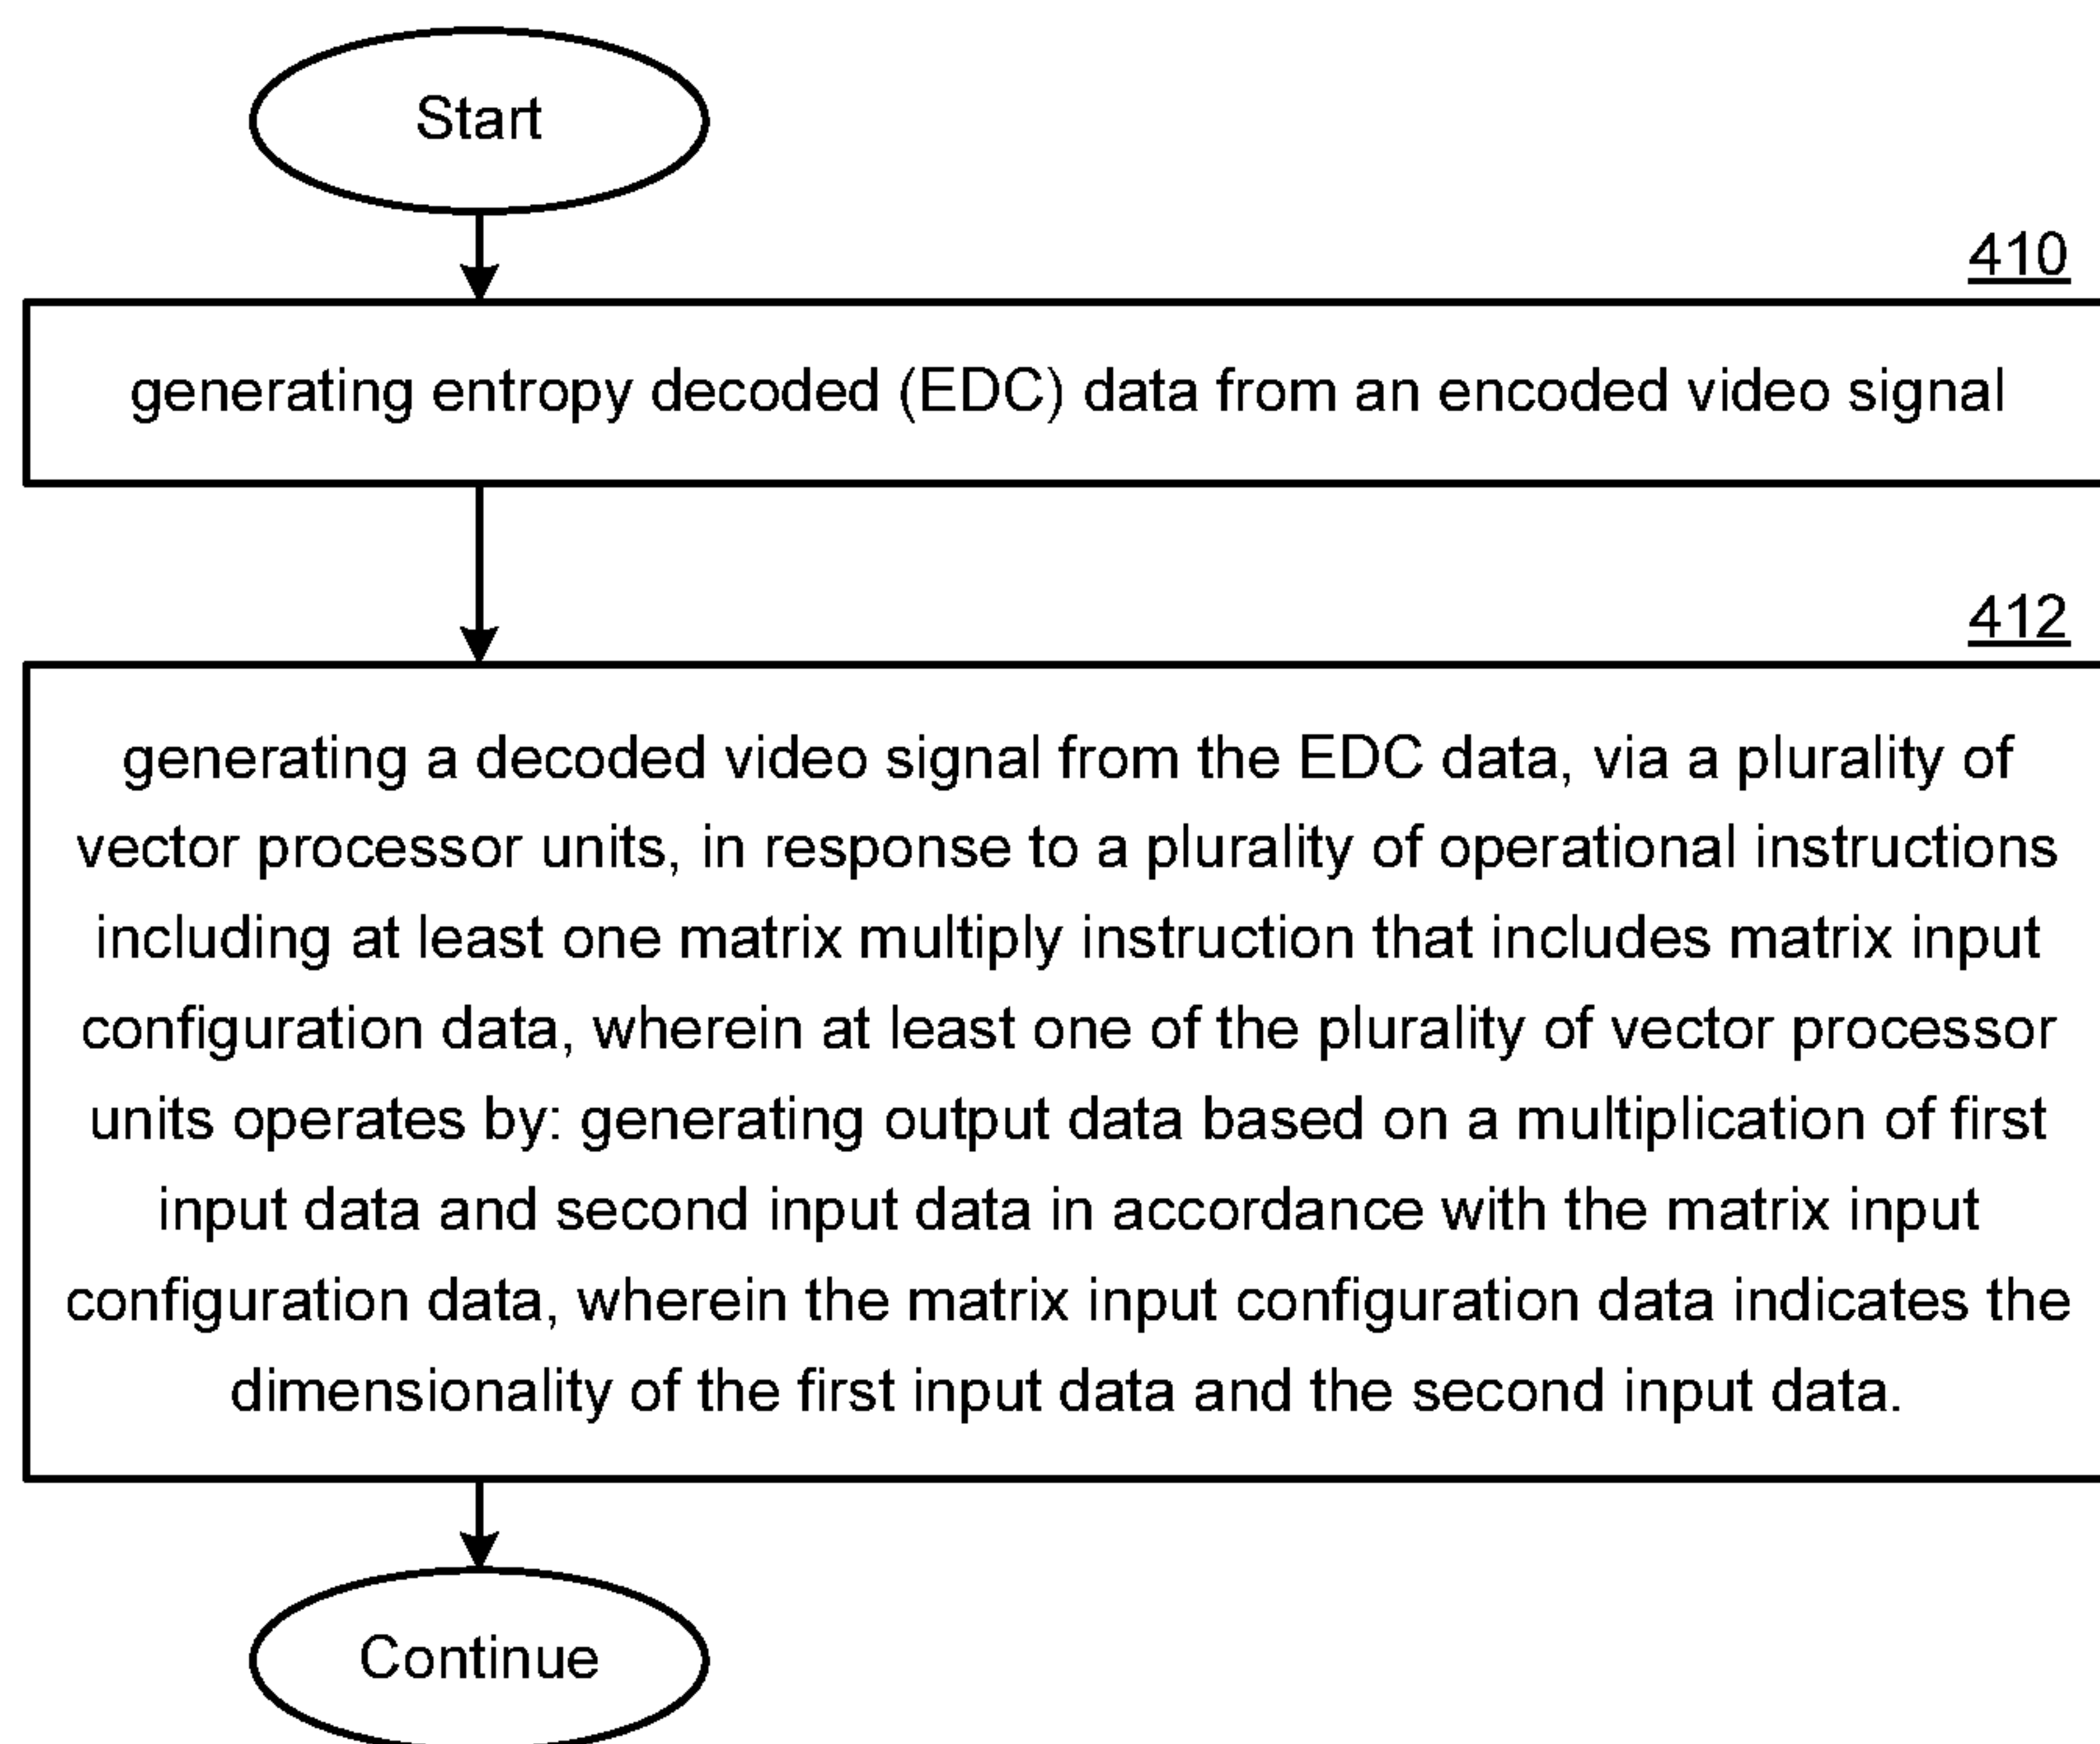 Start
410
generating entropy decoded (EDC) data from an encoded video signal
412
generating a decoded video signal from the EDC data, via a plurality of
vector processor units, in response to a plurality of operational instructions
including at least one matrix multiply instruction that includes matrix input
configuration data, wherein at least one of the plurality of vector processor
units operates by: generating output data based on a multiplication of first
input data and second input data in accordance with the matrix input
configuration data, wherein the matrix input configuration data indicates the
dimensionality of the first input data and the second input data.
Continue